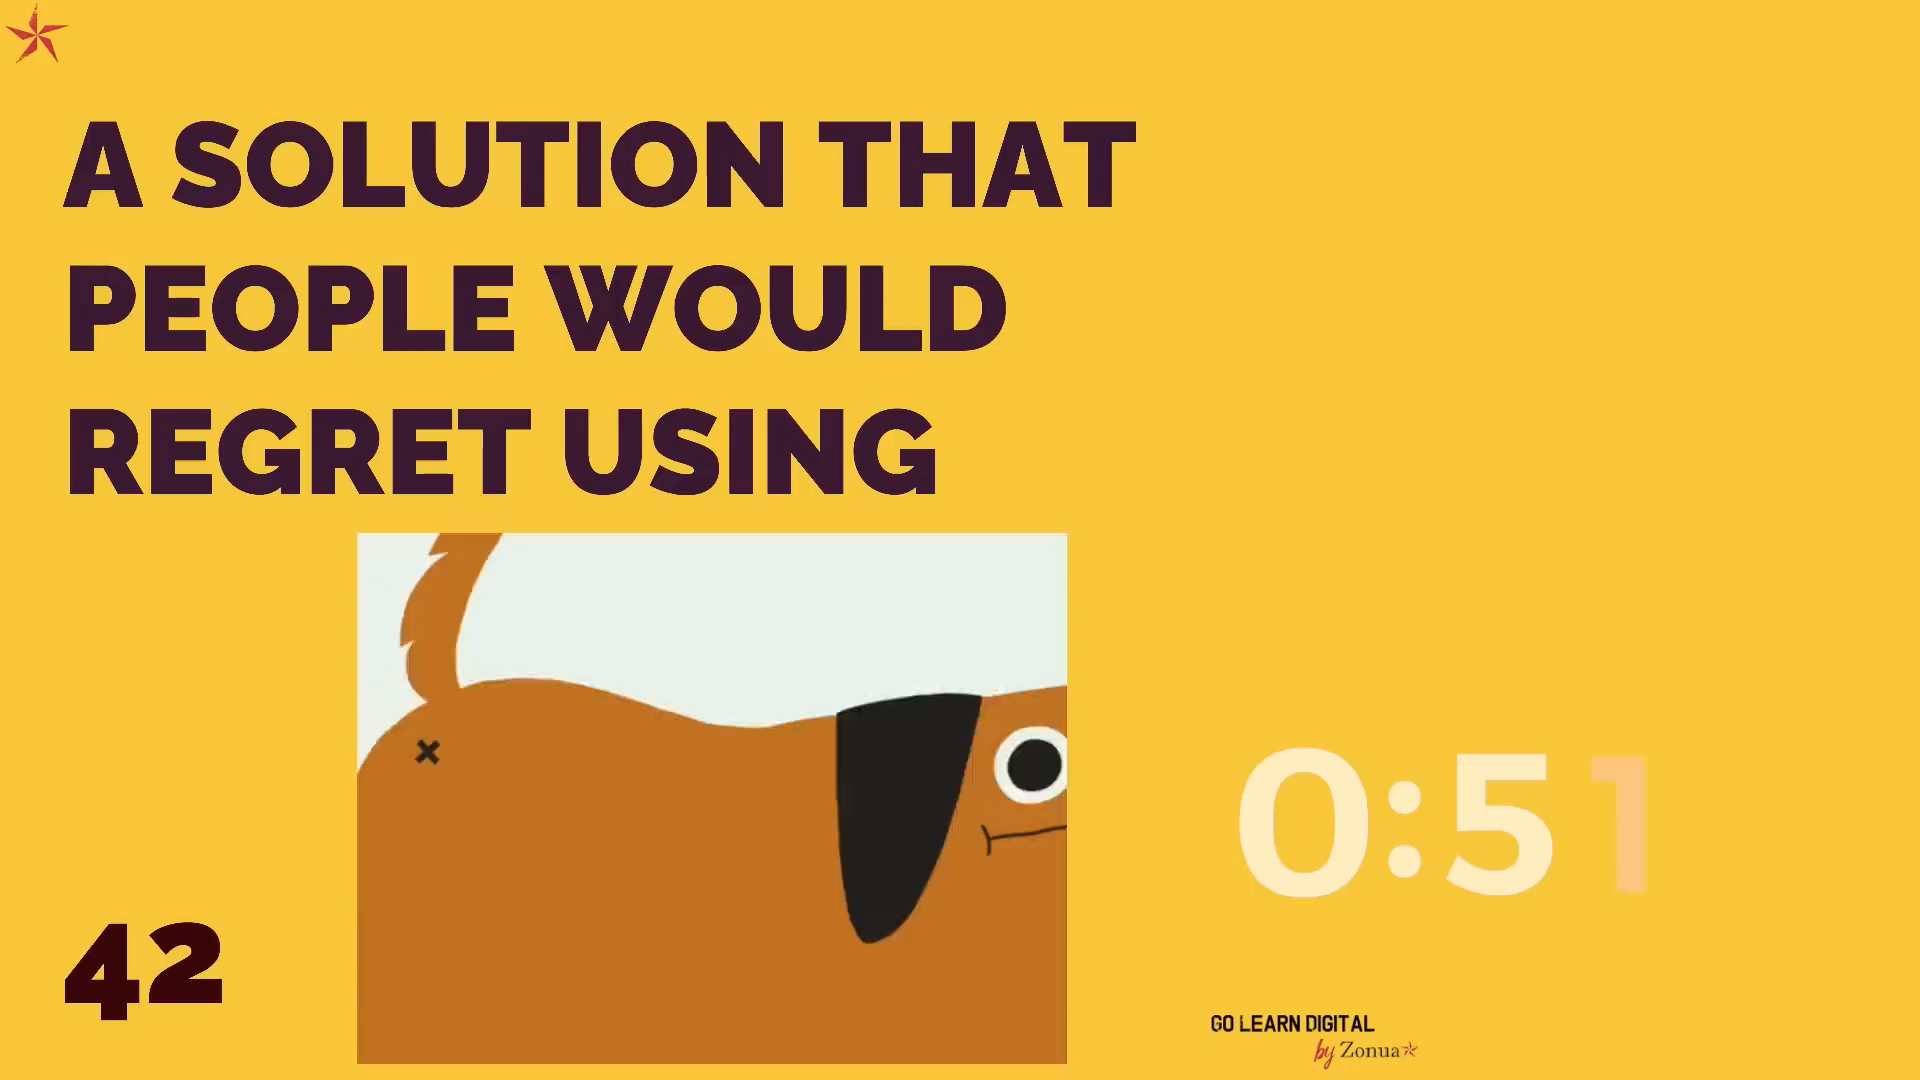 A SOLUTION THAT
PEOPLE WOULD
REGRET USING
0:51
42
GO LEARN DIGITAL
by Zonua